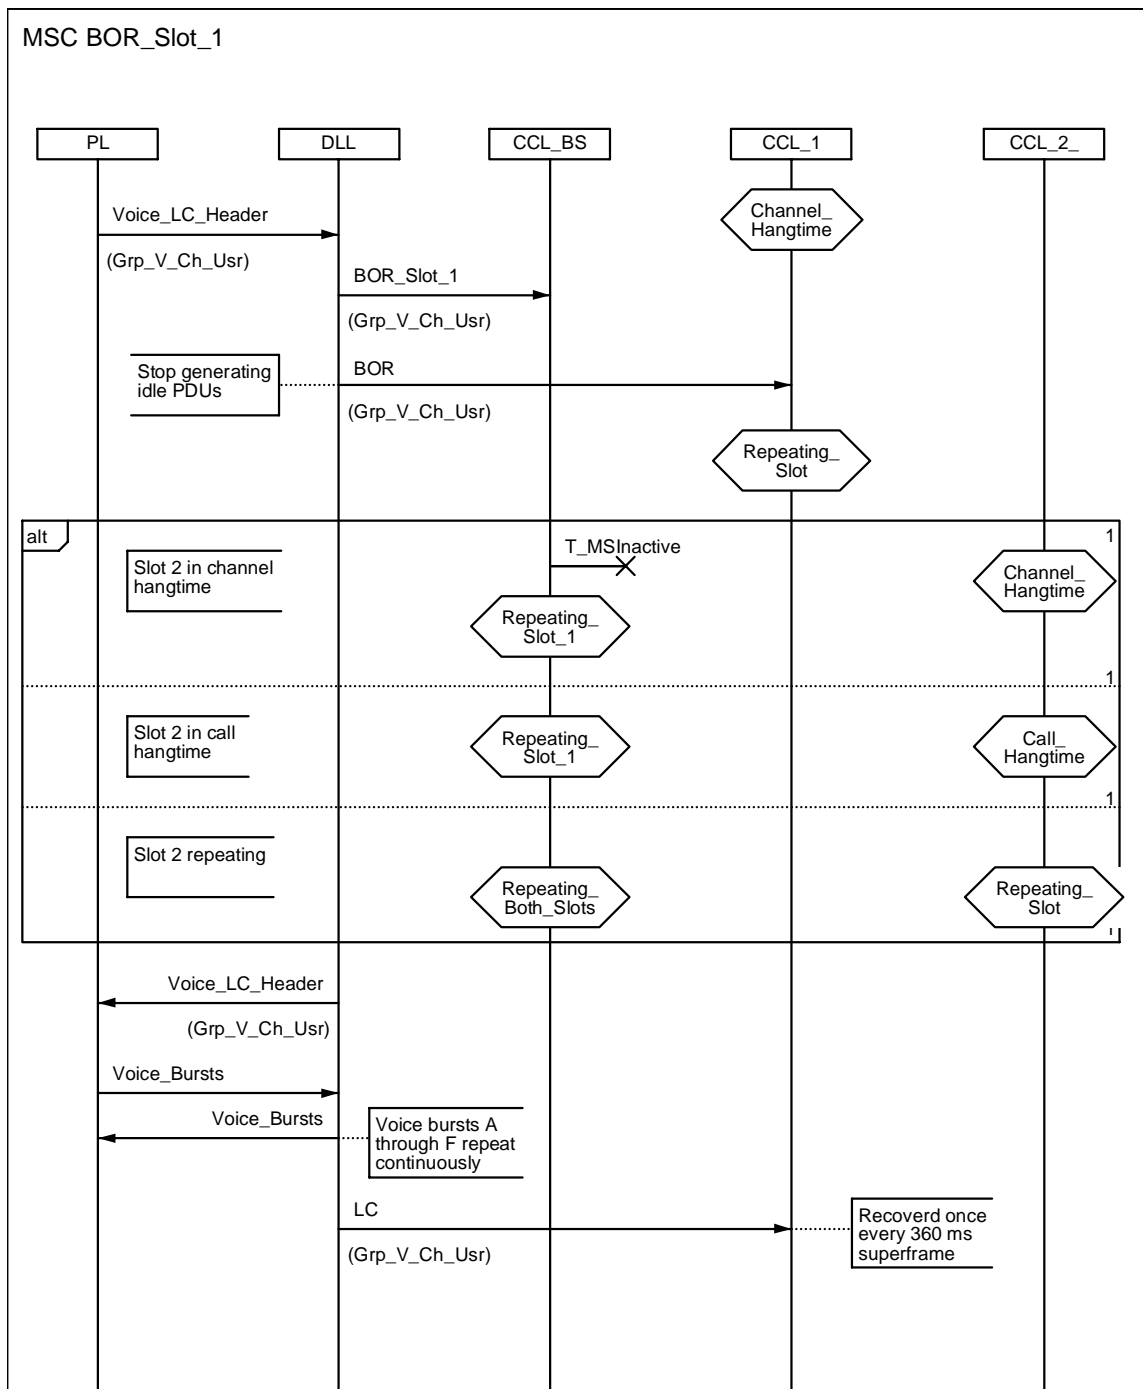 MSC BOR_Slot_1
PL
DLL
CCL_BS
CCL_1
CCL_2_
Channel_
Hangtime
Voice_LC_Header
(Grp_V_Ch_Usr)
BOR_Slot_1
(Grp_V_Ch_Usr)
Stop generating
idle PDUs
BOR
(Grp_V_Ch_Usr)
Repeating_
Slot
alt
1
T_MSInactive
Slot 2 in channel
hangtime
Channel_
Hangtime
Repeating_
Slot_1
1
Slot 2 in call
hangtime
Repeating_
Slot_1
Call_
Hangtime
1
Slot 2 repeating
Repeating_
Both_Slots
Repeating_
Slot
Voice_LC_Header
(Grp_V_Ch_Usr)
Voice_Bursts
Voice_Bursts
Voice bursts A
through F repeat
continuously
LC
(Grp_V_Ch_Usr)
Recoverd once
every 360 ms
superframe